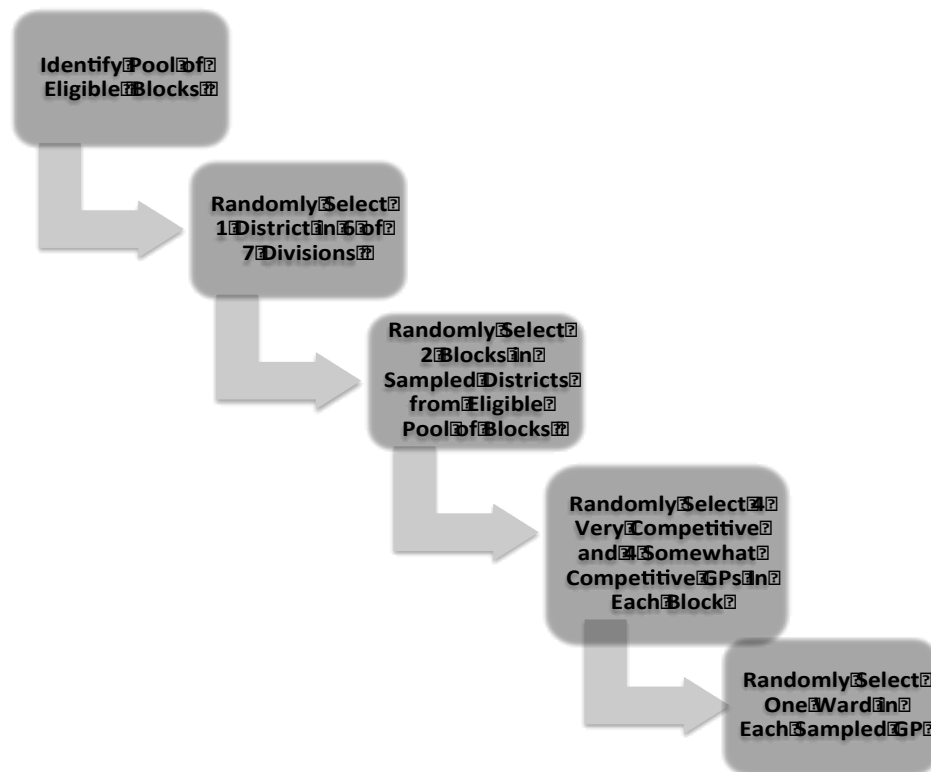 Identify Pool of
Eligible Blocks
Randomly Select
1 District in 6 of
7 Divisions
Randomly Select
2 Blocks in
Sampled Districts
from Eligible
Pool of Blocks
Randomly Select 4
Very Competitive
and 4 Somewhat
Competitive GPs In
Each Block
Randomly Select
One Ward in
Each Sampled GP